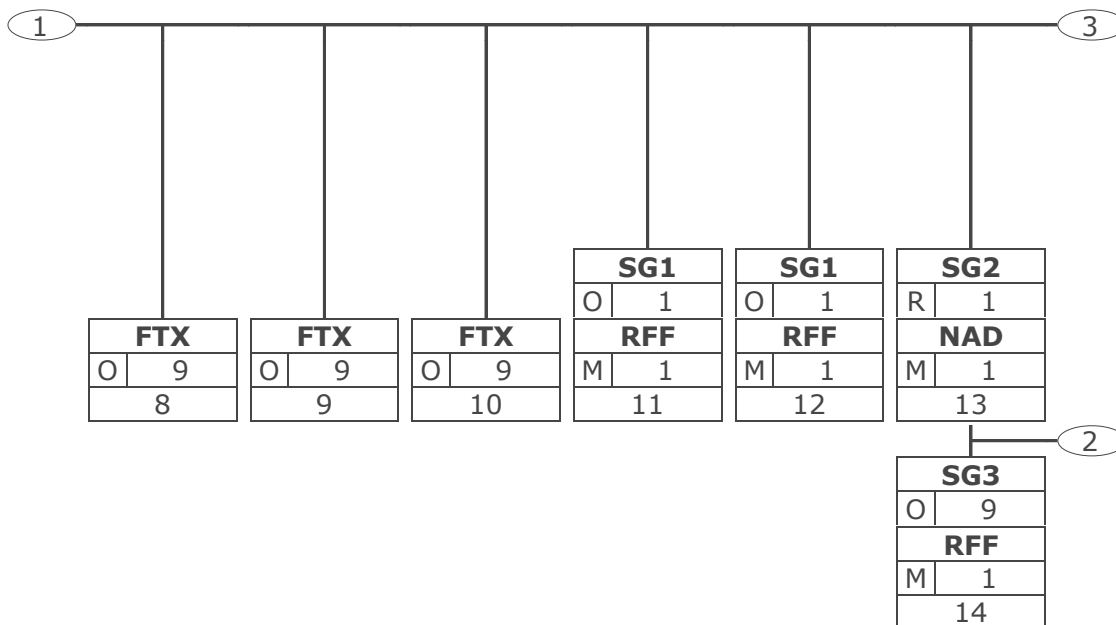 1
3
SG1
SG1
SG2
O 1
O 1
R 1
FTX
FTX
FTX
RFF
RFF
NAD
O 9
O 9
O 9
M 1
M 1
M 1
8
9
10
11
12
13
2
SG3
O 9
RFF
M 1
14